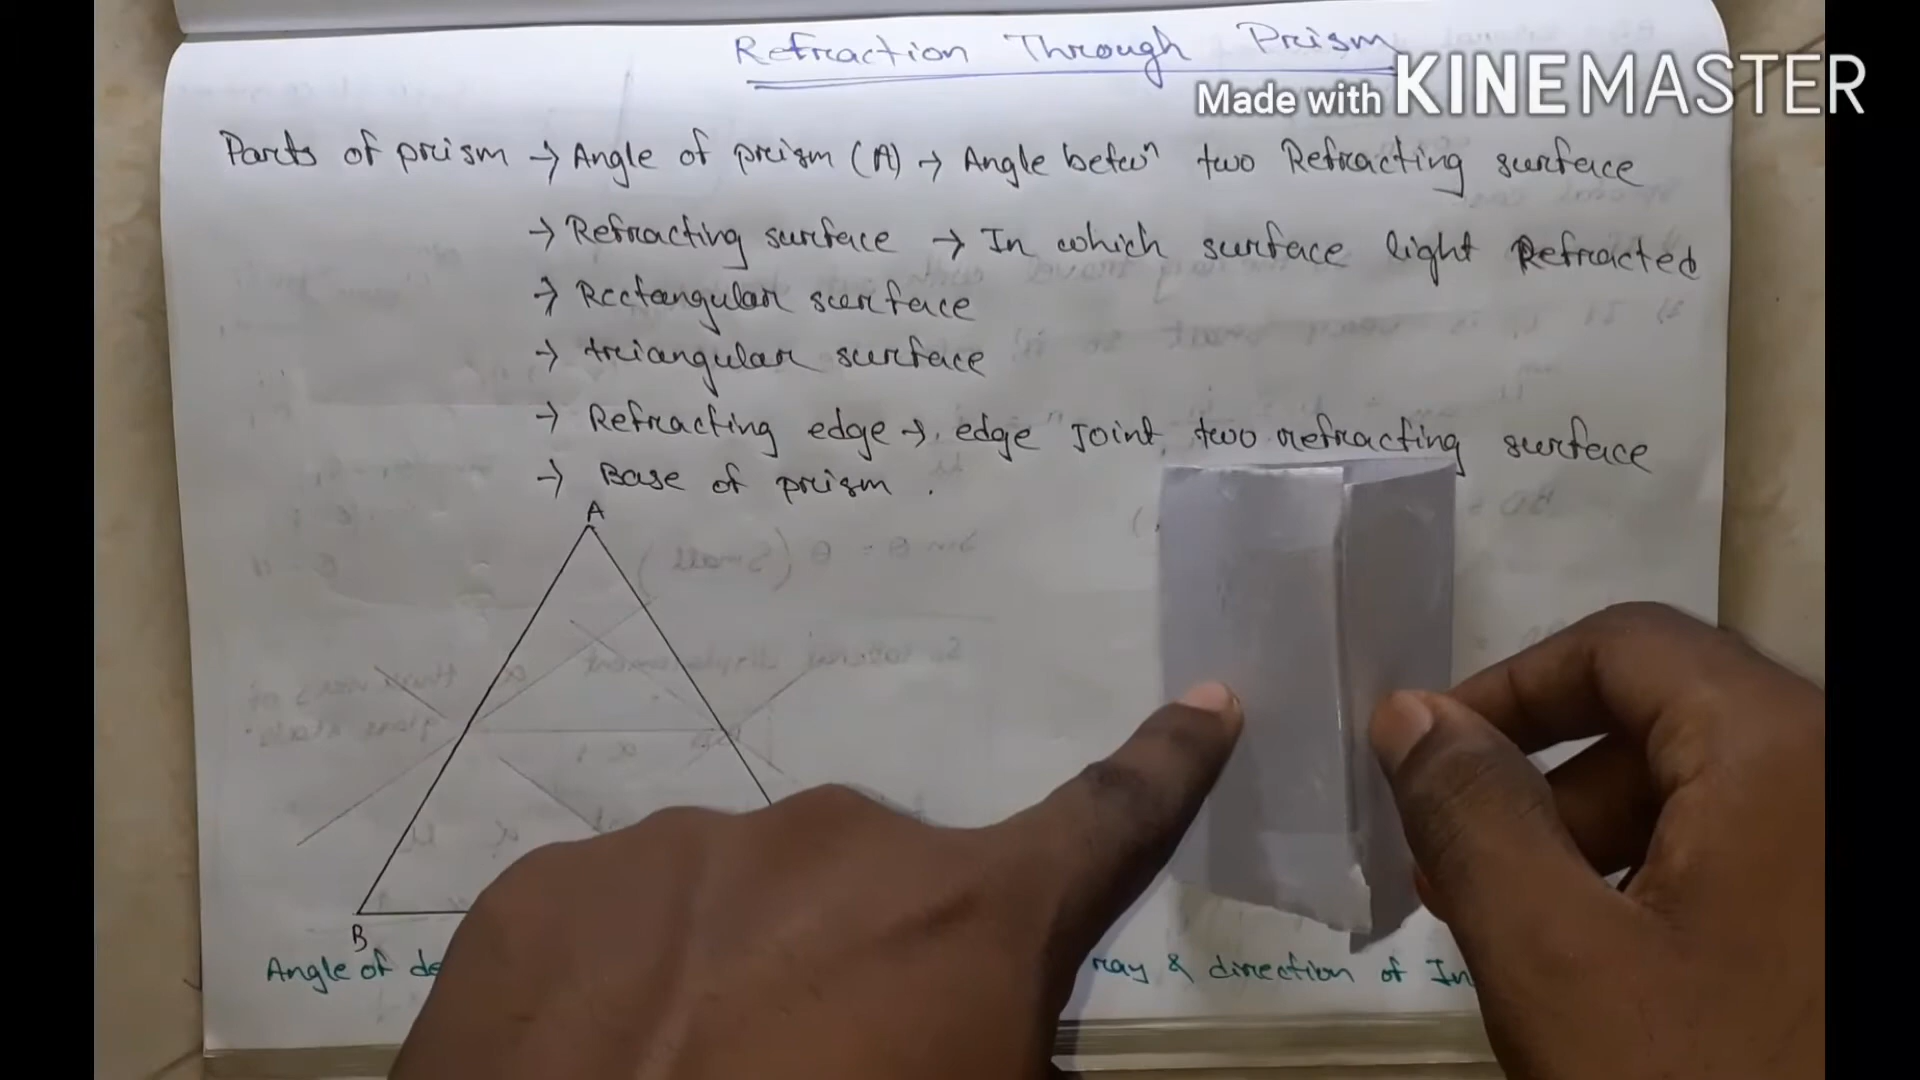 Refraction Through Prism
Made with KINEMASTER
Parts of prism → Angle of prism (A) → Angle betwⁿ two Refracting surface
→ Refracting surface → In which surface light Refracted
→ Rectangular surface
→ triangular surface
→ Refracting edge → edge Joint two refracting surface
→ Base of prism .
A
B
Angle of de
ray & direction of In